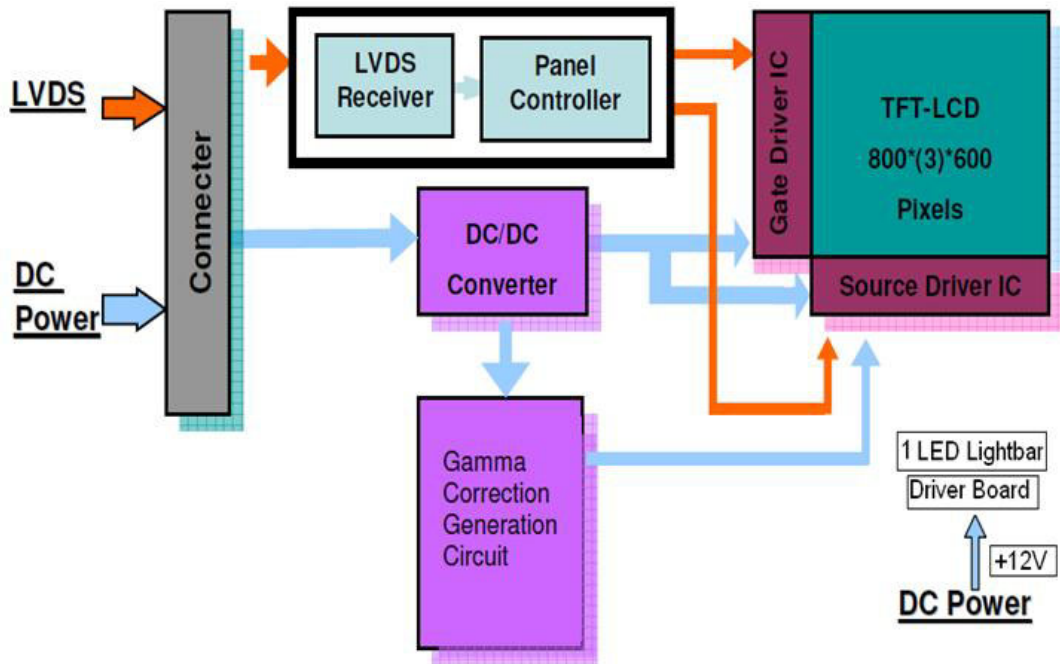 LVDS
DC
Power
Connecter
LVDS
Receiver
Panel
Controller
DC/DC
Converter
Gamma
Correction
Generation
Circuit
Gate Driver IC
TFT-LCD
800*(3)*600
Pixels
Source Driver IC
1 LED Lightbar
Driver Board
+12V
DC Power